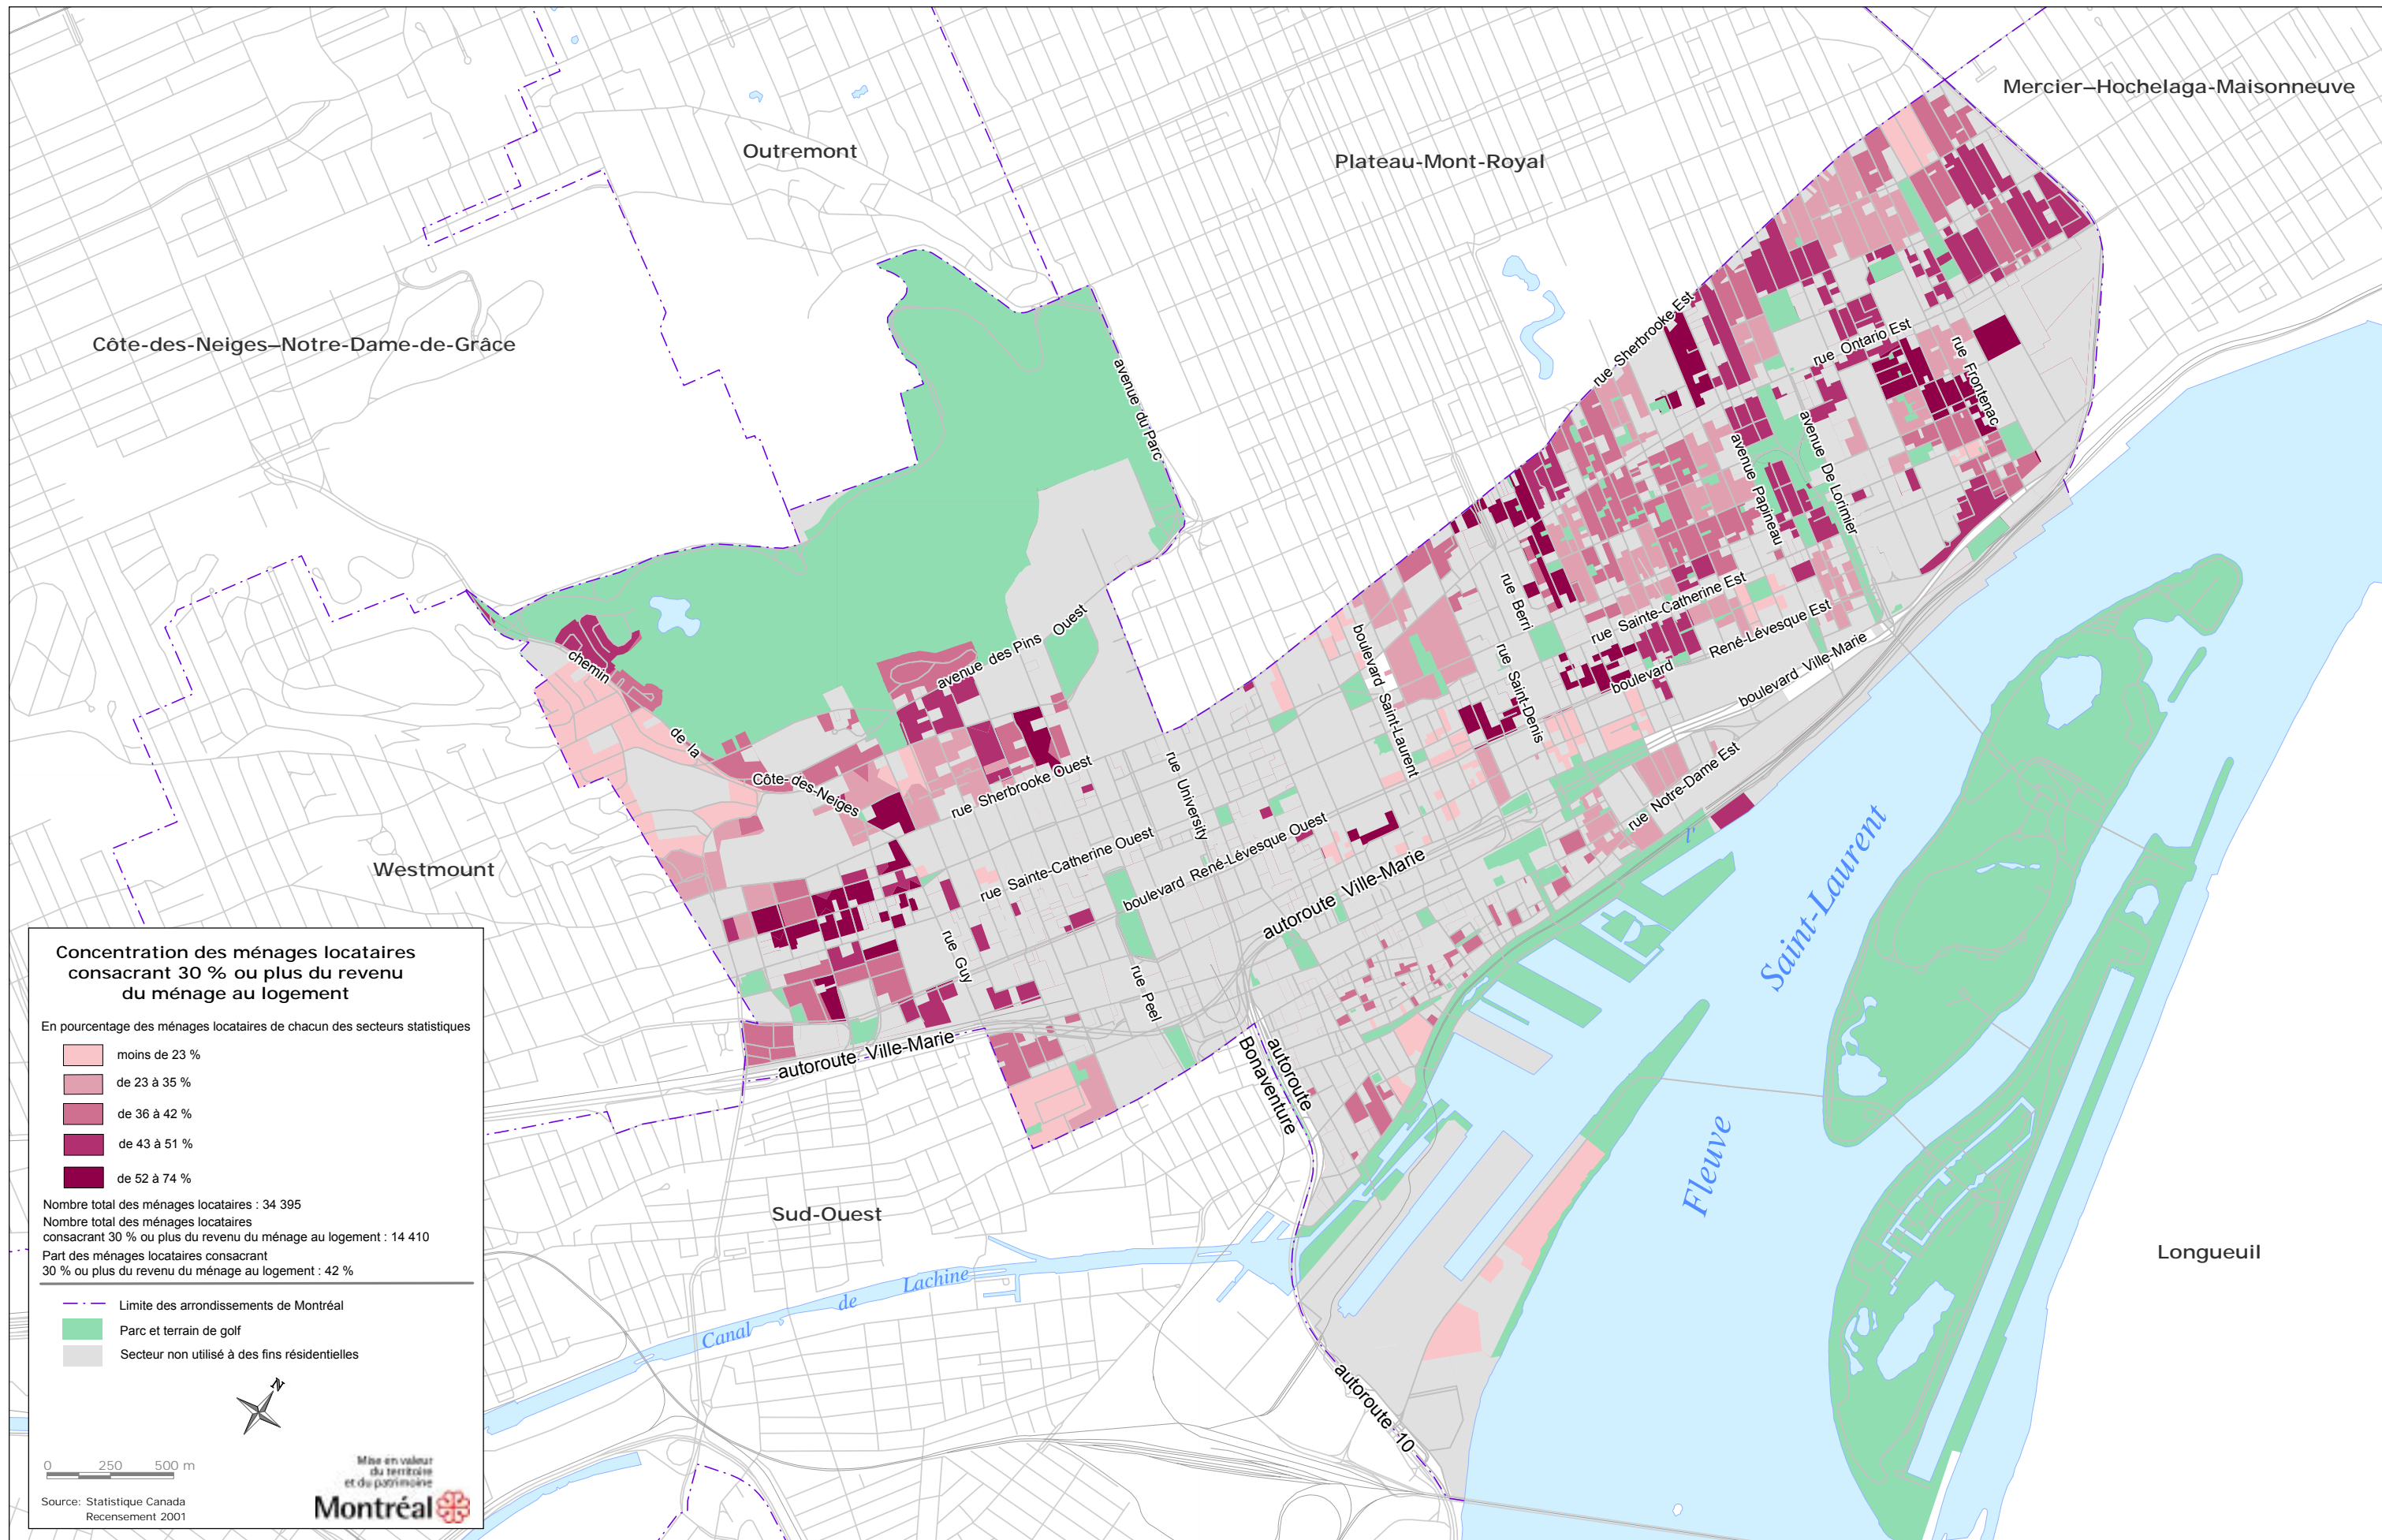 Mercier–Hochelaga-Maisonneuve
Outremont
Plateau-Mont-Royal
Côte-des-Neiges–Notre-Dame-de-Grâce
rue Sherbrooke Est
rue Ontario Est
rue Frontenac
avenue du Parc
avenue Papineau
avenue De Lorimier
avenue des Pins Ouest
rue Berri
rue Sainte-Catherine Est
boulevard René-Lévesque Est
boulevard Ville-Marie
boulevard Saint-Laurent
rue Saint-Denis
chemin de la Côte-des-Neiges
rue Sherbrooke Ouest
rue University
rue Notre-Dame Est
rue Sainte-Catherine Ouest
boulevard René-Lévesque Ouest
autoroute Ville-Marie
Westmount
rue Guy
rue Peel
autoroute Ville-Marie
autoroute
Bonaventure
Fleuve
Saint-Laurent
l'
Sud-Ouest
Longueuil
Canal de Lachine
autoroute 10
Concentration des ménages locataires
consacrant 30 % ou plus du revenu
du ménage au logement
En pourcentage des ménages locataires de chacun des secteurs statistiques
moins de 23 %
de 23 à 35 %
de 36 à 42 %
de 43 à 51 %
de 52 à 74 %
Nombre total des ménages locataires : 34 395
Nombre total des ménages locataires
consacrant 30 % ou plus du revenu du ménage au logement : 14 410
Part des ménages locataires consacrant
30 % ou plus du revenu du ménage au logement : 42 %
Limite des arrondissements de Montréal
Parc et terrain de golf
Secteur non utilisé à des fins résidentielles
N
0 250 500 m
Source: Statistique Canada
Recensement 2001
Mise en valeur
du territoire
et du patrimoine
Montréal